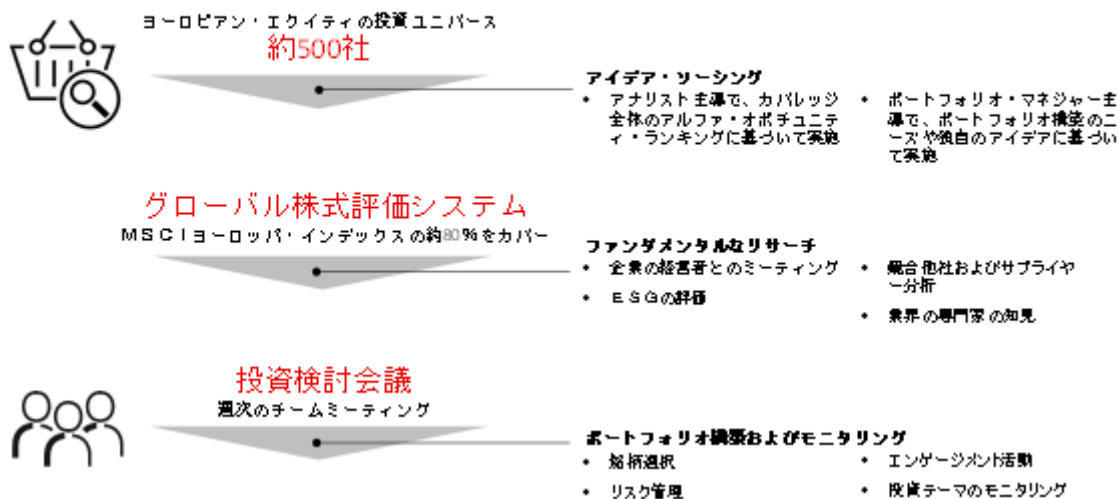 ヨーロピアン・エクイティの投資ユニバース
約500社
アイデア・ソーシング
• アナリスト主導で、カバレッジ
全体のアルファ・オポチュニテ
ィ・ランキングに基づいて実施
• ポートフォリオ・マネジャー主
導で、ポートフォリオ構築のニ
ーズや独自のアイデアに基づい
て実施
グローバル株式評価システム
MSCIヨーロッパ・インデックスの約80%をカバー
ファンダメンタルなリサーチ
• 企業の経営者とのミーティング
• ESGの評価
• 競合他社およびサプライヤ
ー分析
• 業界の専門家の知見
投資検討会議
週次のチームミーティング
ポートフォリオ構築およびモニタリング
• 銘柄選択
• リスク管理
• エンゲージメント活動
• 投資テーマのモニタリング